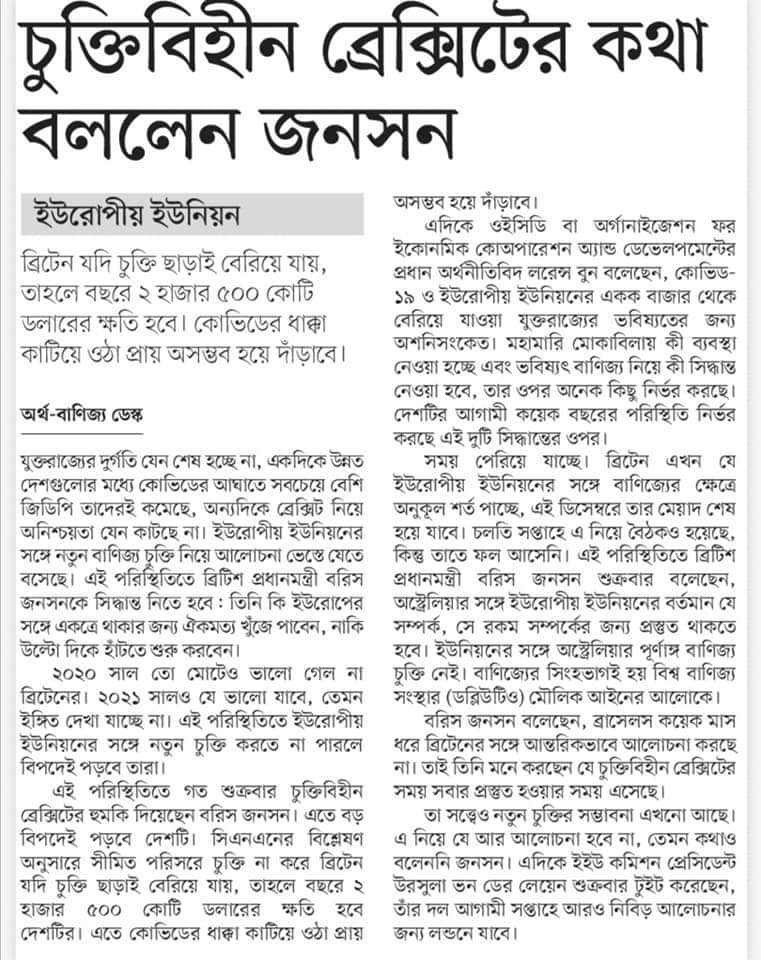 চুক্তিবিহীন ব্রেক্সিটের কথা
বললেন জনসন
ইউরোপীয় ইউনিয়ন
ব্রিটেন যদি চুক্তি ছাড়াই বেরিয়ে যায়,
তাহলে বছরে ২ হাজার ৫০০ কোটি
ডলারের ক্ষতি হবে। কোভিডের ধাক্কা
কাটিয়ে ওঠা প্রায় অসম্ভব হয়ে দাঁড়াবে।
অর্থ-বাণিজ্য ডেস্ক
যুক্তরাজ্যের দুর্গতি যেন শেষ হচ্ছে না, একদিকে উন্নত
দেশগুলোর মধ্যে কোভিডের আঘাতে সবচেয়ে বেশি
জিডিপি তাদেরই কমেছে, অন্যদিকে ব্রেক্সিট নিয়ে
অনিশ্চয়তা যেন কাটছে না। ইউরোপীয় ইউনিয়নের
সঙ্গে নতুন বাণিজ্য চুক্তি নিয়ে আলোচনা ভেস্তে যেতে
বসেছে। এই পরিস্থিতিতে ব্রিটিশ প্রধানমন্ত্রী বরিস
জনসনকে সিদ্ধান্ত নিতে হবে : তিনি কি ইউরোপের
সঙ্গে একত্রে থাকার জন্য ঐকমত্য খুঁজে পাবেন, নাকি
উল্টো দিকে হাঁটতে শুরু করবেন।
২০২০ সাল তো মোটেও ভালো গেল না
ব্রিটেনের। ২০২১ সালও যে ভালো যাবে, তেমন
ইঙ্গিত দেখা যাচ্ছে না। এই পরিস্থিতিতে ইউরোপীয়
ইউনিয়নের সঙ্গে নতুন চুক্তি করতে না পারলে
বিপদেই পড়বে তারা।
এই পরিস্থিতিতে গত শুক্রবার চুক্তিবিহীন
ব্রেক্সিটের হুমকি দিয়েছেন বরিস জনসন। এতে বড়
বিপদেই পড়বে দেশটি। সিএনএনের বিশ্লেষণ
অনুসারে সীমিত পরিসরে চুক্তি না করে ব্রিটেন
যদি চুক্তি ছাড়াই বেরিয়ে যায়, তাহলে বছরে ২
হাজার ৫০০ কোটি ডলারের ক্ষতি হবে
দেশটির। এতে কোভিডের ধাক্কা কাটিয়ে ওঠা প্রায়
অসম্ভব হয়ে দাঁড়াবে।
এদিকে ওইসিডি বা অর্গানাইজেশন ফর
ইকোনমিক কোঅপারেশন অ্যান্ড ডেভেলপমেন্টের
প্রধান অর্থনীতিবিদ লরেন্স বুন বলেছেন, কোভিড-
১৯ ও ইউরোপীয় ইউনিয়নের একক বাজার থেকে
বেরিয়ে যাওয়া যুক্তরাজ্যের ভবিষ্যতের জন্য
অশনিসংকেত। মহামারি মোকাবিলায় কী ব্যবস্থা
নেওয়া হচ্ছে এবং ভবিষ্যৎ বাণিজ্য নিয়ে কী সিদ্ধান্ত
নেওয়া হবে, তার ওপর অনেক কিছু নির্ভর করছে।
দেশটির আগামী কয়েক বছরের পরিস্থিতি নির্ভর
করছে এই দুটি সিদ্ধান্তের ওপর।
সময় পেরিয়ে যাচ্ছে। ব্রিটেন এখন যে
ইউরোপীয় ইউনিয়নের সঙ্গে বাণিজ্যের ক্ষেত্রে
অনুকূল শর্ত পাচ্ছে, এই ডিসেম্বরে তার মেয়াদ শেষ
হয়ে যাবে। চলতি সপ্তাহে এ নিয়ে বৈঠকও হয়েছে,
কিন্তু তাতে ফল আসেনি। এই পরিস্থিতিতে ব্রিটিশ
প্রধানমন্ত্রী বরিস জনসন শুক্রবার বলেছেন,
অস্ট্রেলিয়ার সঙ্গে ইউরোপীয় ইউনিয়নের বর্তমান যে
সম্পর্ক, সে রকম সম্পর্কের জন্য প্রস্তুত থাকতে
হবে। ইউনিয়নের সঙ্গে অস্ট্রেলিয়ার পূর্ণাঙ্গ বাণিজ্য
চুক্তি নেই। বাণিজ্যের সিংহভাগই হয় বিশ্ব বাণিজ্য
সংস্থার (ডব্লিউটিও) মৌলিক আইনের আলোকে।
বরিস জনসন বলেছেন, ব্রাসেলস কয়েক মাস
ধরে ব্রিটেনের সঙ্গে আন্তরিকভাবে আলোচনা করছে
না। তাই তিনি মনে করছেন যে চুক্তিবিহীন ব্রেক্সিটের
সময় সবার প্রস্তুত হওয়ার সময় এসেছে।
তা সত্ত্বেও নতুন চুক্তির সম্ভাবনা এখনো আছে।
এ নিয়ে যে আর আলোচনা হবে না, তেমন কথাও
বলেননি জনসন। এদিকে ইইউ কমিশন প্রেসিডেন্ট
উরসুলা ভন ডের লেয়েন শুক্রবার টুইট করেছেন,
তাঁর দল আগামী সপ্তাহে আরও নিবিড় আলোচনার
জন্য লন্ডনে যাবে।